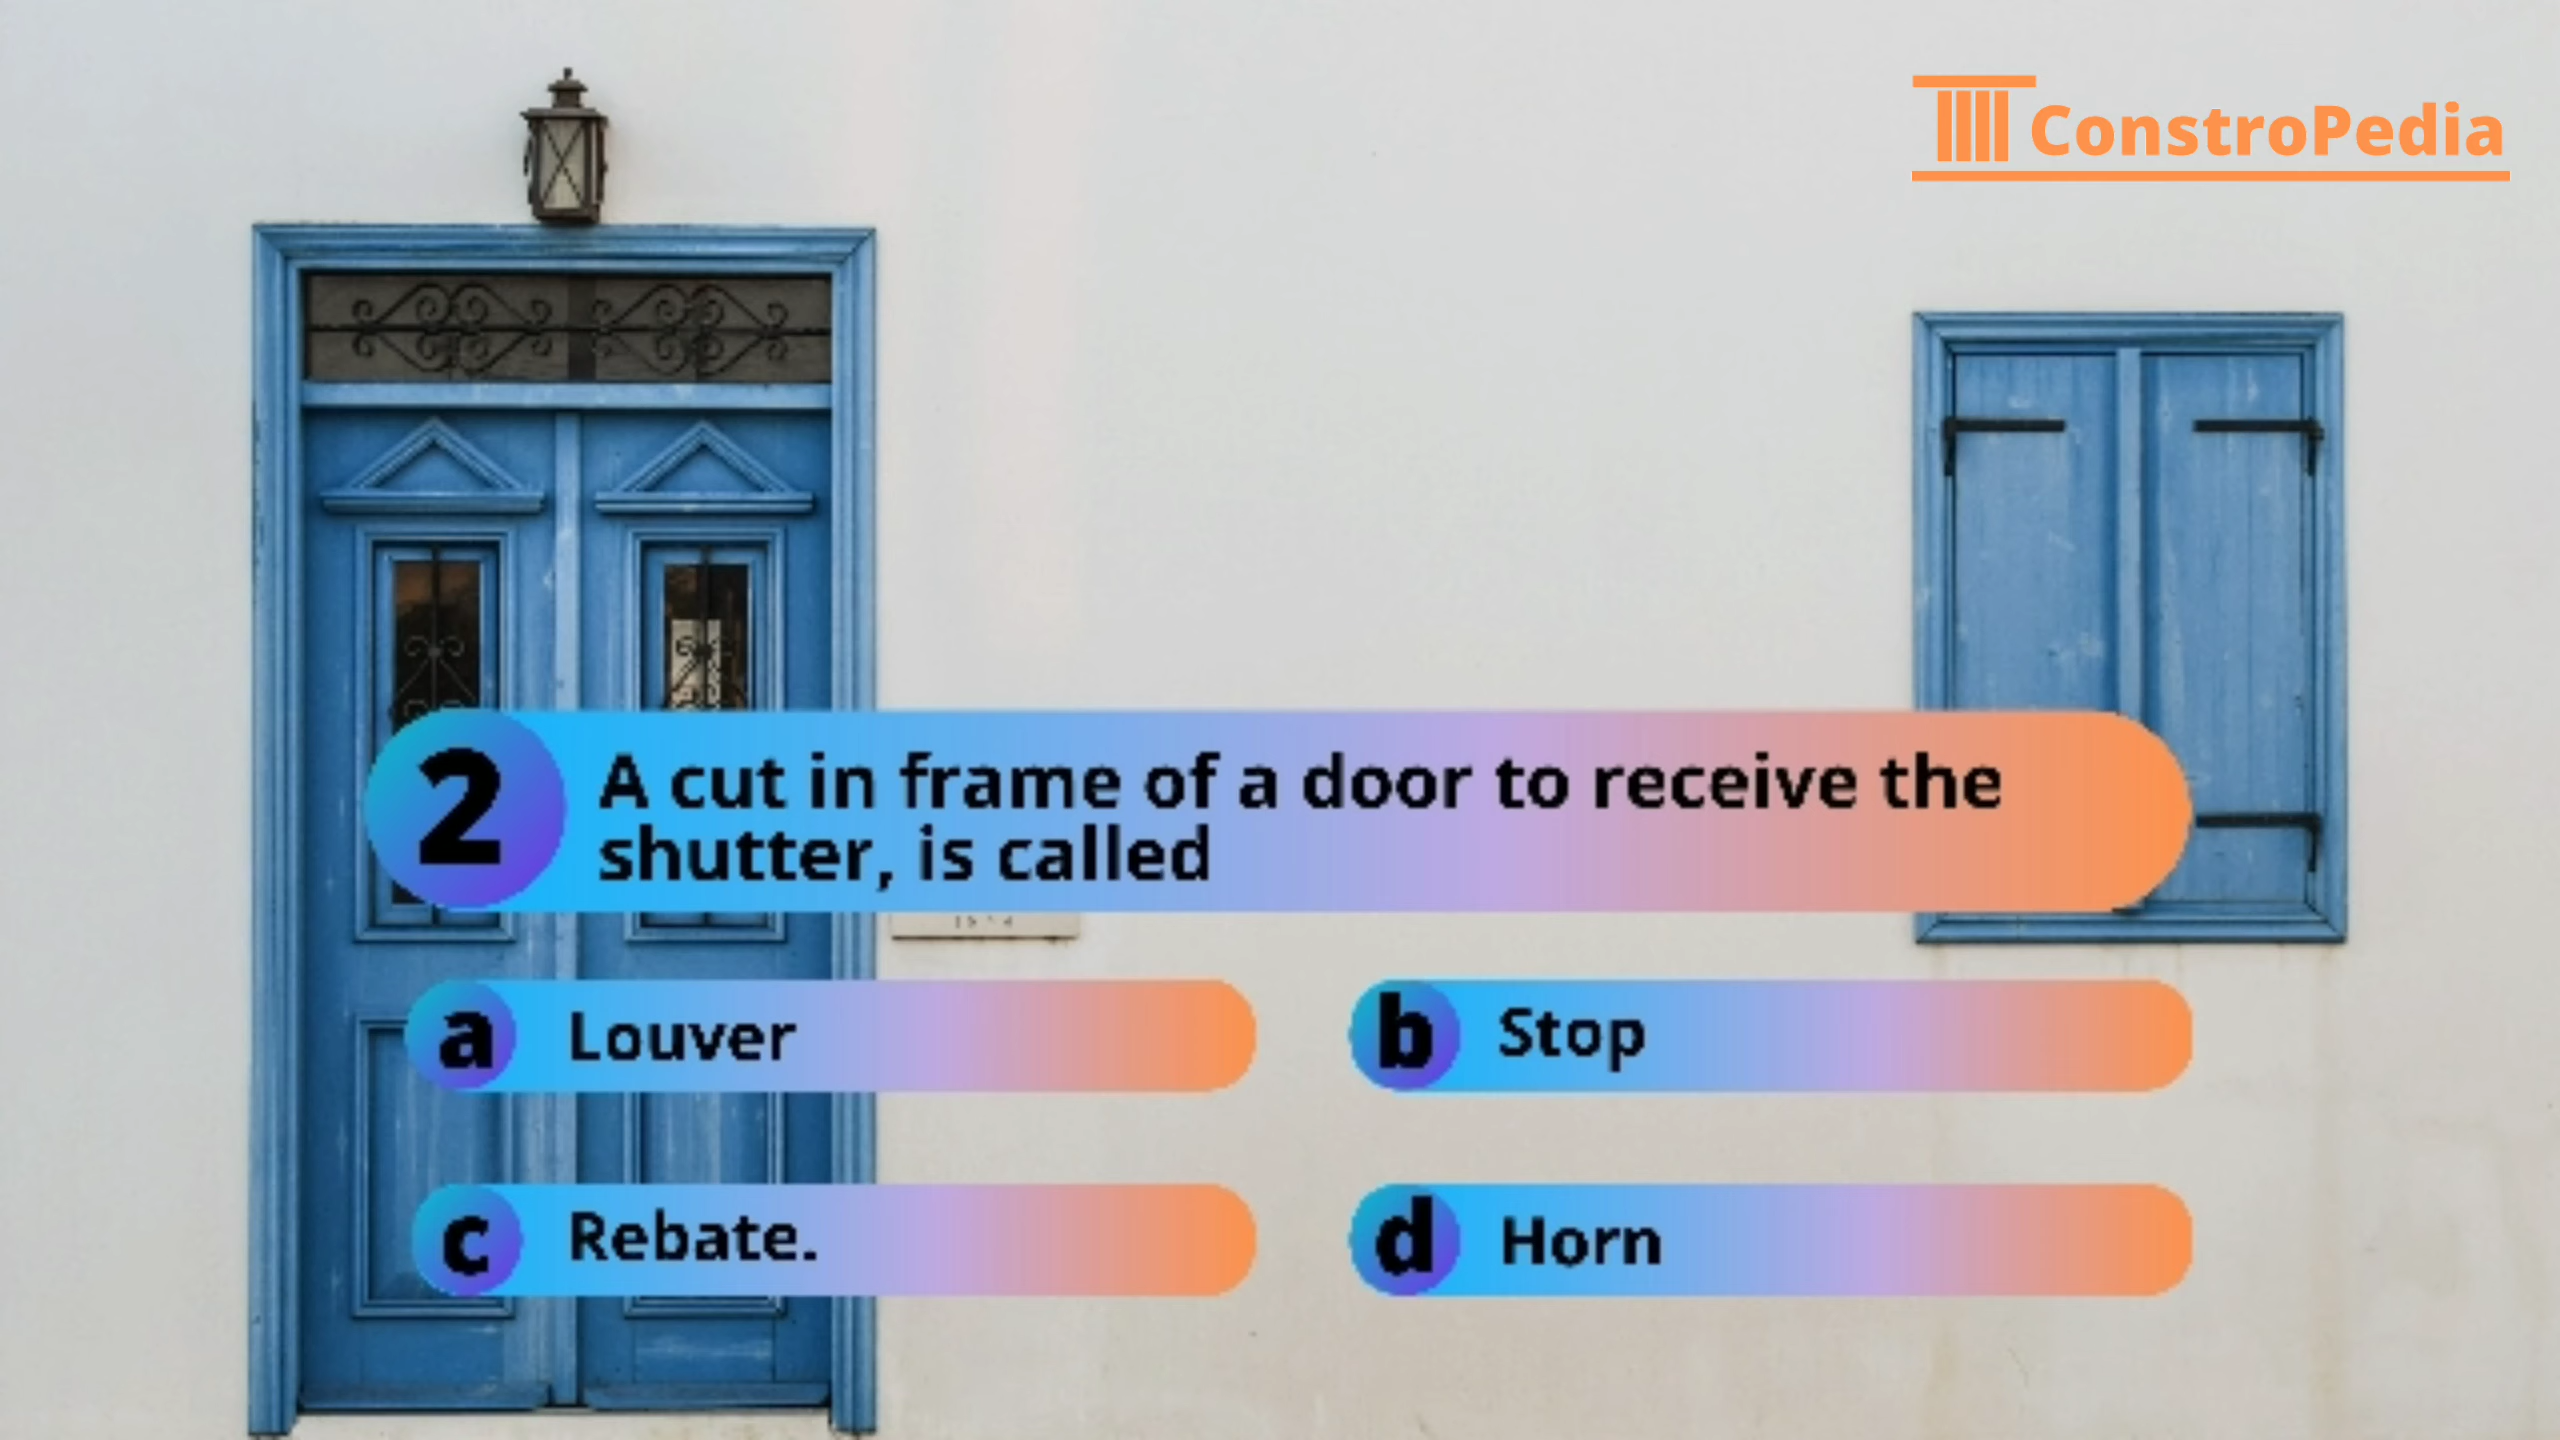 ConstroPedia
2
A cut in frame of a door to receive the
shutter, is called
a Louver
b Stop
c Rebate.
d Horn